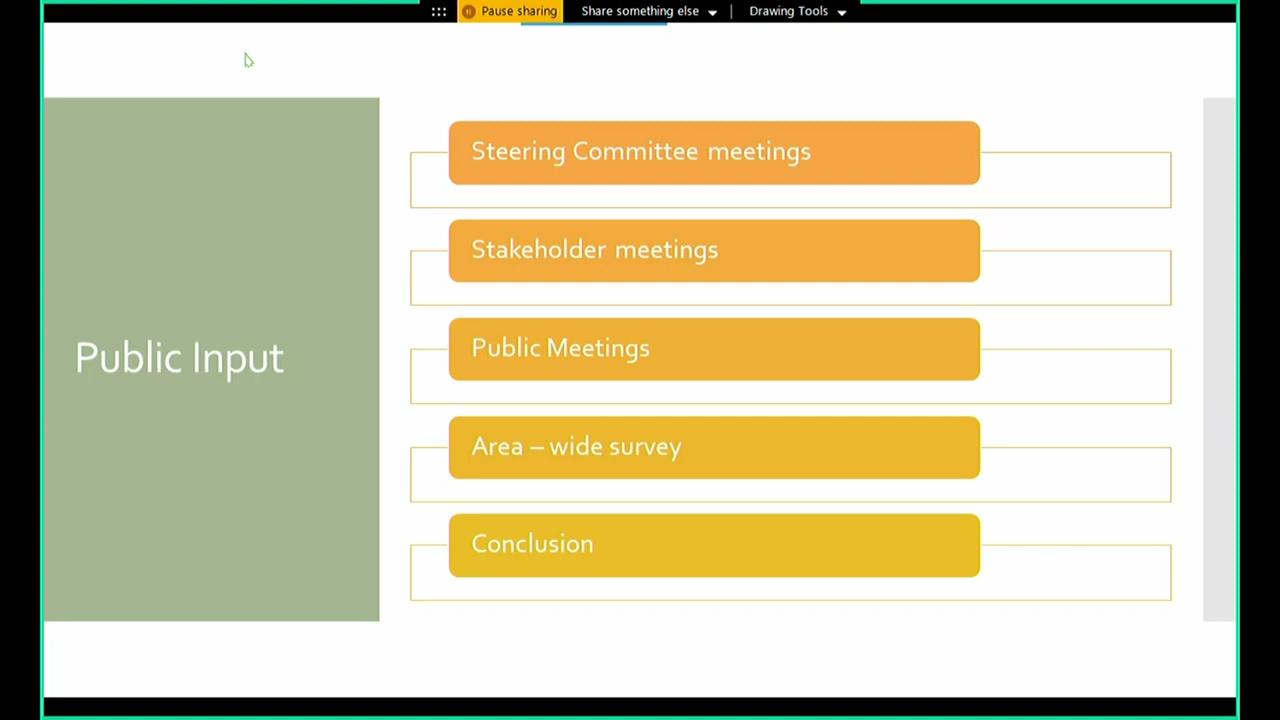 Pause sharing
Share something else
Drawing Tools
Public Input
Steering Committee meetings
Stakeholder meetings
Public Meetings
Area – wide survey
Conclusion